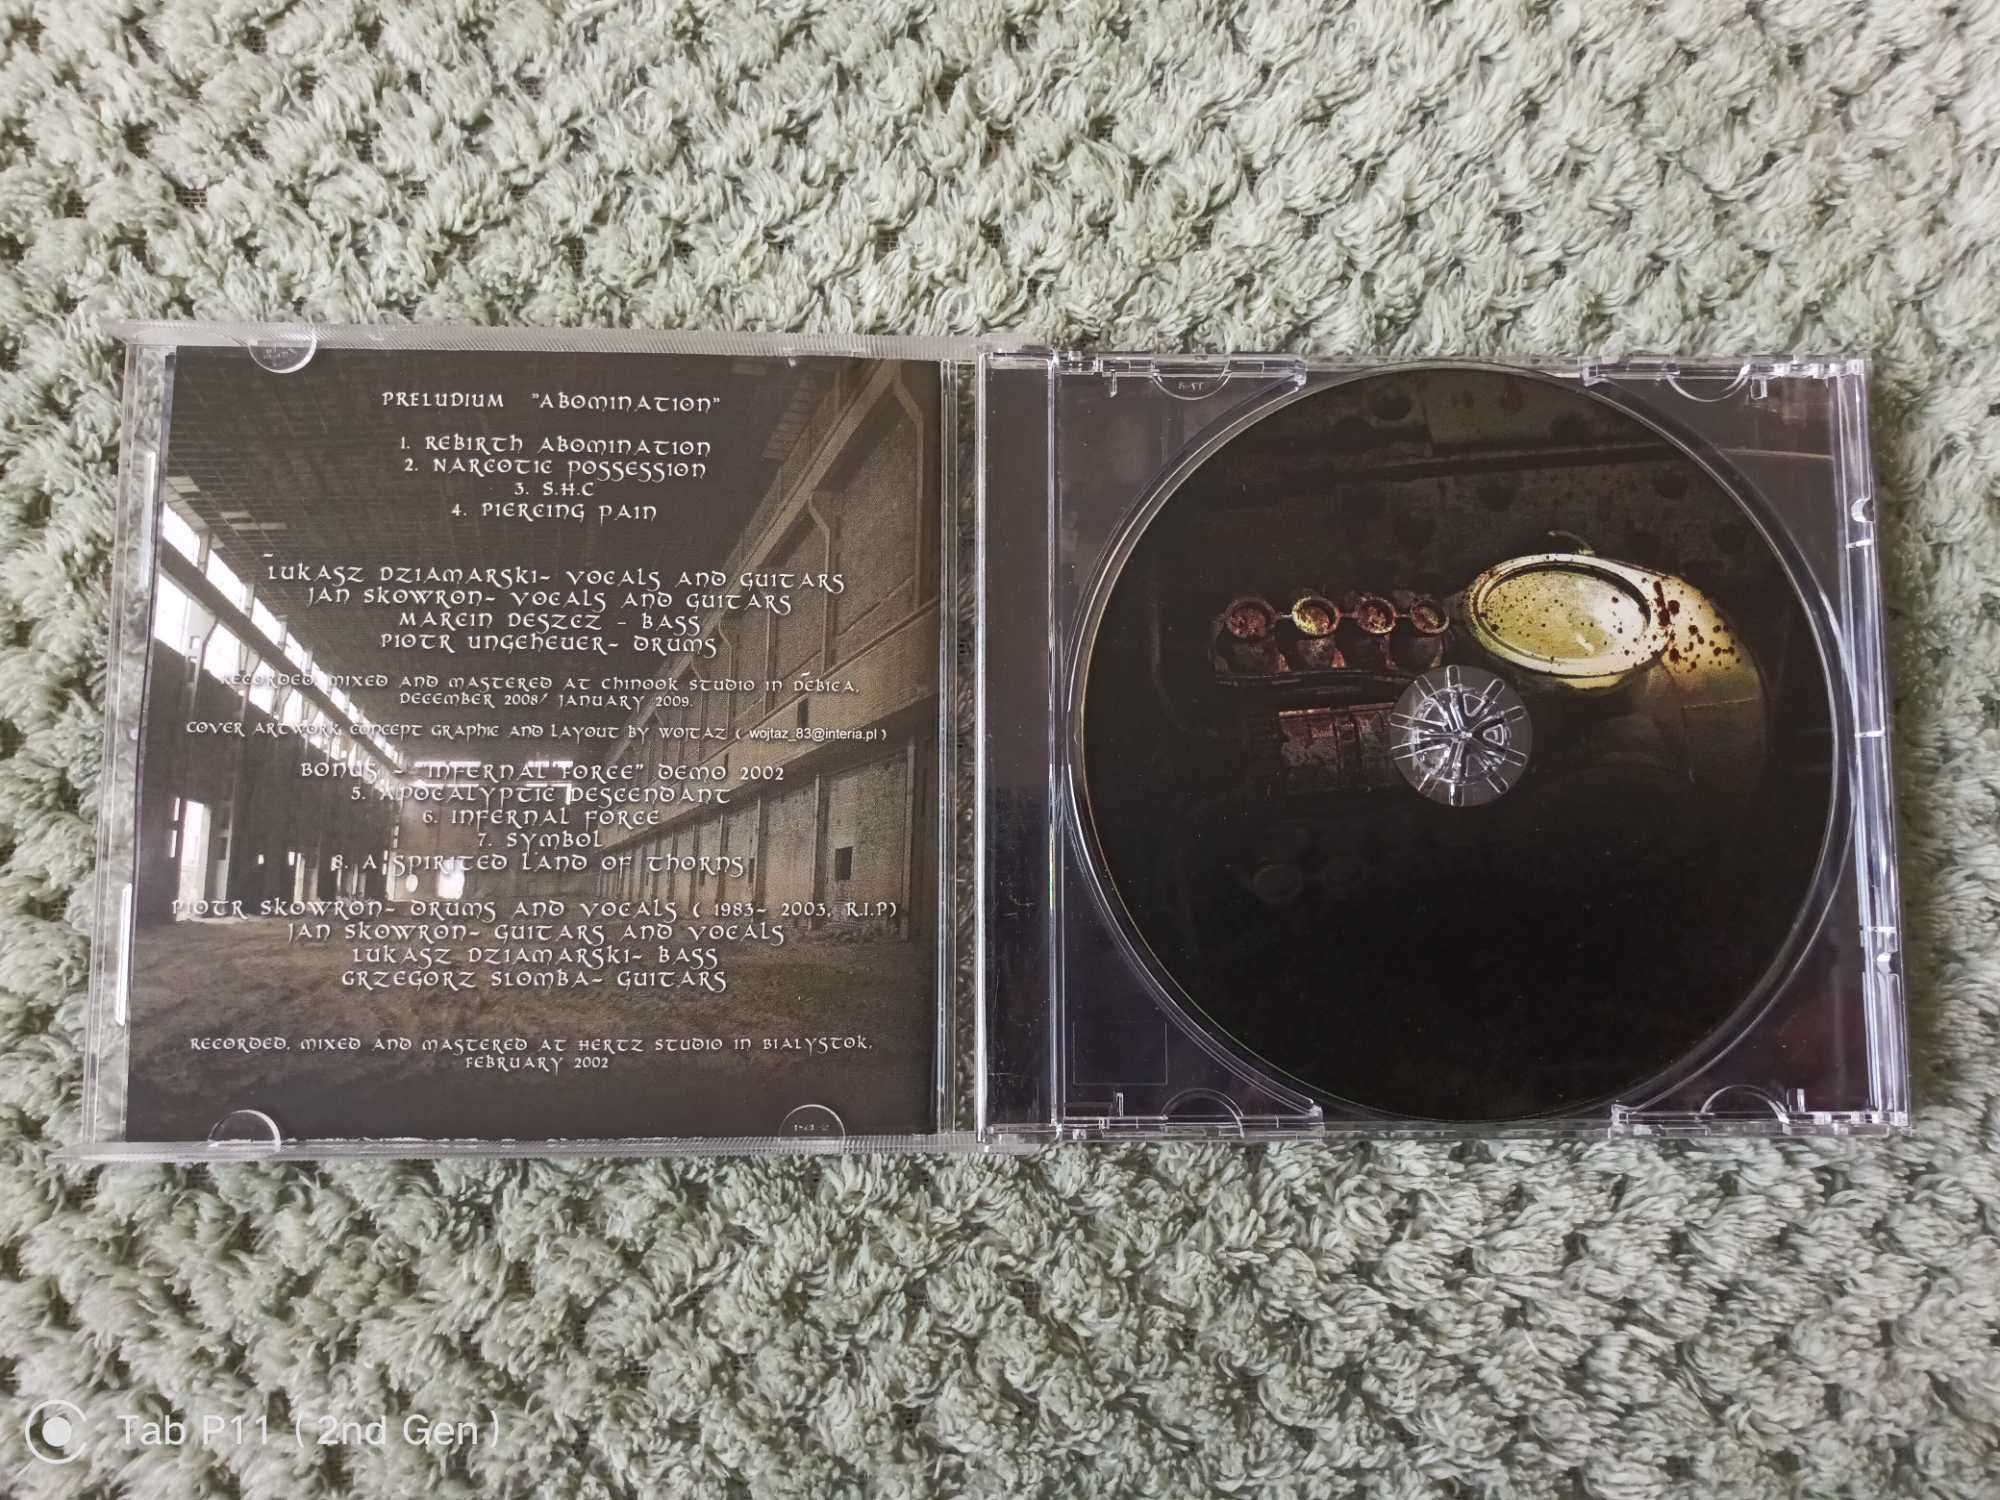 PRELUDIUM "ABOMINATION"
1. REBIRTH ABOMINATION
2. NARCOTIC POSSESSION
3. S.H.C
4. PIERCING PAIN
LUKASZ DZIAMARSKI- VOCALS AND GUITARS
JAN SKOWRON- VOCALS AND GUITARS
MARCIN DESZCZ - BASS
PIOTR UNGEHEUER- DRUMS
RECORDED, MIXED AND MASTERED AT CHINOOK STUDIO IN DEBICA,
DECEMBER 2008/ JANUARY 2009.
COVER ARTWORK CONCEPT GRAPHIC AND LAYOUT BY WOJTAZ ( wojtaz_83@interia.pl )
BONUS - "INFERNAL FORCE" DEMO 2002
5. APOCALYPTIC DESCENDANT
6. INFERNAL FORCE
7. SYMBOL
8. A SPIRITED LAND OF THORNS
PIOTR SKOWRON- DRUMS AND VOCALS ( 1983- 2003, R.I.P)
JAN SKOWRON- GUITARS AND VOCALS
LUKASZ DZIAMARSKI- BASS
GRZEGORZ SLOMBA- GUITARS
RECORDED, MIXED AND MASTERED AT HERTZ STUDIO IN BIALYSTOK,
FEBRUARY 2002
Tab P11 (2nd Gen)